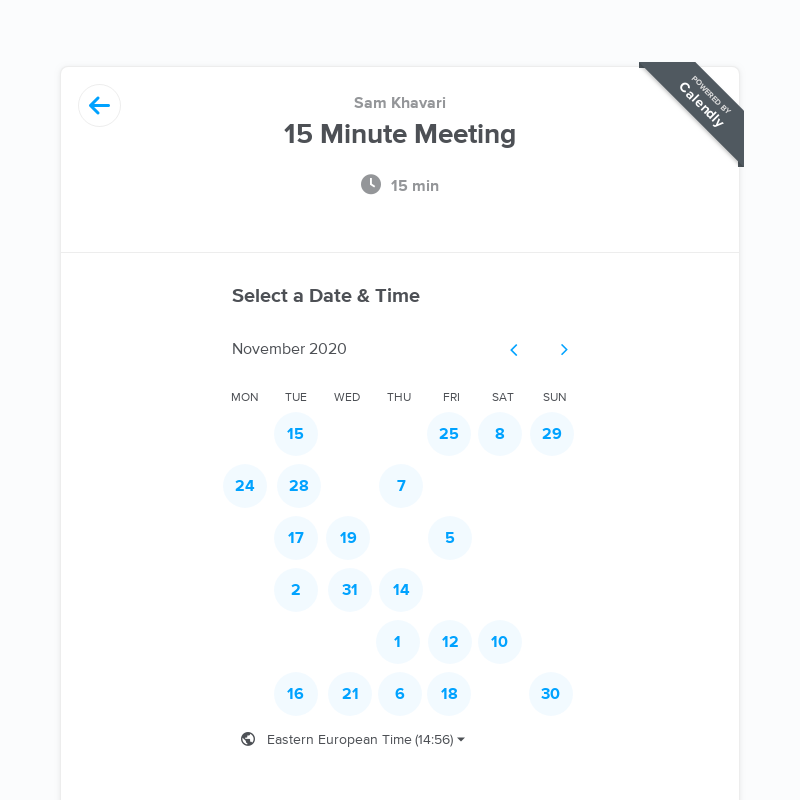 Sam Khavari
15 Minute Meeting
15 min
POWERED BY
Calendly
Select a Date & Time
November 2020
MON TUE WED THU FRI SAT SUN
15 25 8 29
24 28 7
17 19 5
2 31 14
1 12 10
16 21 6 18 30
Eastern European Time (14:56)